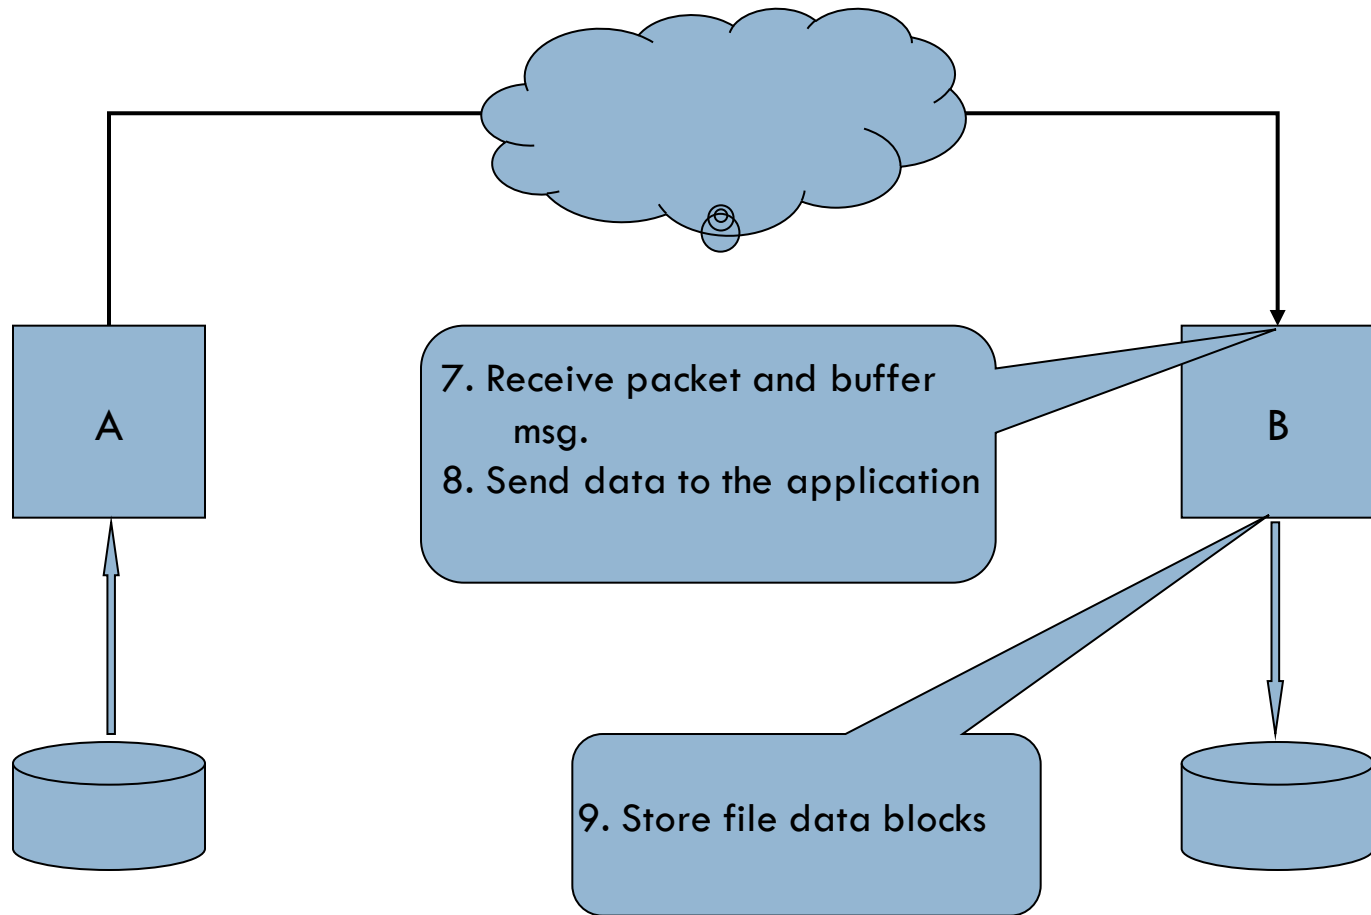 A
7. Receive packet and buffer
msg.
8. Send data to the application
B
9. Store file data blocks